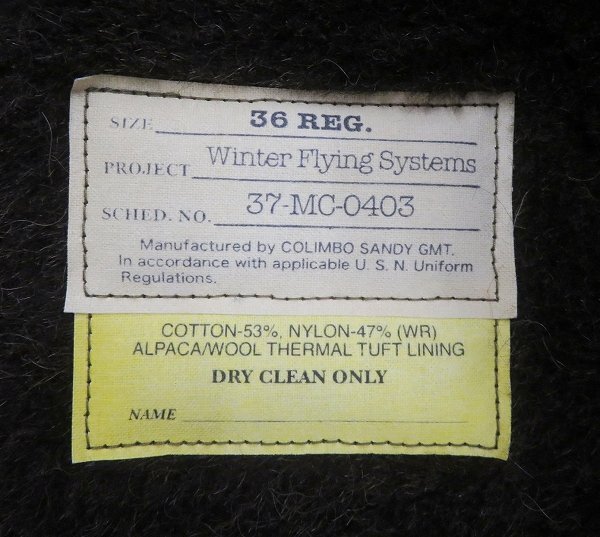 SIZE 36 REG.
PROJECT Winter Flying Systems
SCHED. NO. 37-MC-0403
Manufactured by COLIMBO SANDY GMT.
In accordance with applicable U. S. N. Uniform
Regulations.
COTTON-53%, NYLON-47% (WR)
ALPACA/WOOL THERMAL TUFT LINING
DRY CLEAN ONLY
NAME